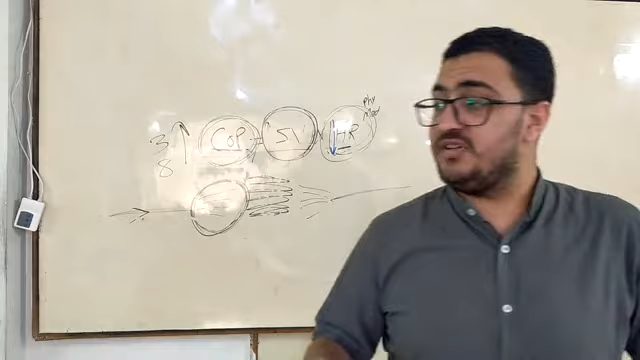 phy
3 ↑ COP = SV × HR ↓
8